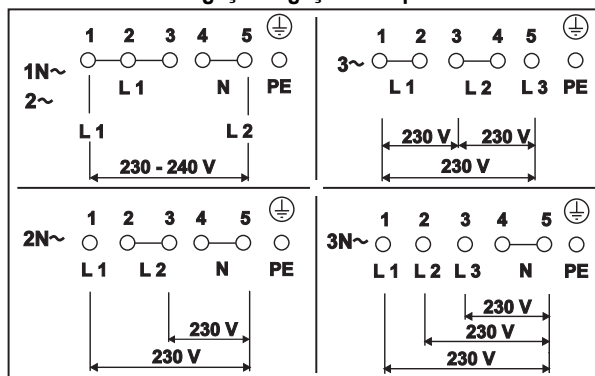 1 2 3 4 5
1N~
2~
L 1 N PE
L 1 L 2
230 - 240 V
1 2 3 4 5
3~
L 1 L 2 L 3 PE
230 V 230 V
230 V
1 2 3 4 5
2N~
L 1 L 2 N PE
230 V
230 V
1 2 3 4 5
3N~
L 1 L 2 L 3 N PE
230 V
230 V
230 V